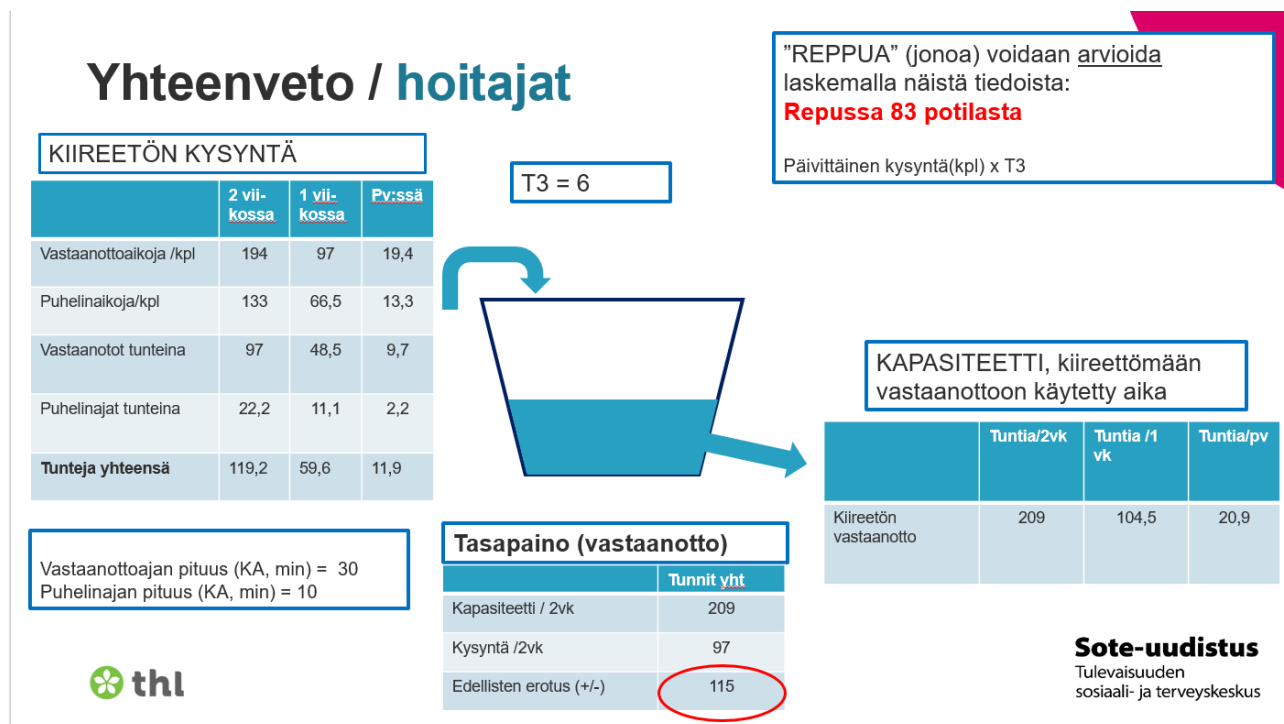 Yhteenveto / hoitajat
”REPPUA” (jonoa) voidaan arvioida
laskemalla näistä tiedoista:
Repussa 83 potilasta
Päivittäinen kysyntä(kpl) x T3
KIIREETÖN KYSYNTÄ
T3 = 6
2 vii-
kossa
1 vii-
kossa
Pv:ssä
Vastaanottoaikoja /kpl 194 97 19,4
Puhelinaikoja/kpl 133 66,5 13,3
Vastaanotot tunteina 97 48,5 9,7
Puhelinajat tunteina 22,2 11,1 2,2
Tunteja yhteensä 119,2 59,6 11,9
KAPASITEETTI, kiireettömään
vastaanottoon käytetty aika
Tuntia/2vk Tuntia /1 Tuntia/pv
vk
Kiireetön 209 104,5 20,9
vastaanotto
Vastaanottoajan pituus (KA, min) = 30
Puhelinajan pituus (KA, min) = 10
Tasapaino (vastaanotto)
Tunnit yht
Kapasiteetti / 2vk 209
Kysyntä /2vk 97
Edellisten erotus (+/-) 115
thl
Sote-uudistus
Tulevaisuuden
sosiaali- ja terveyskeskus